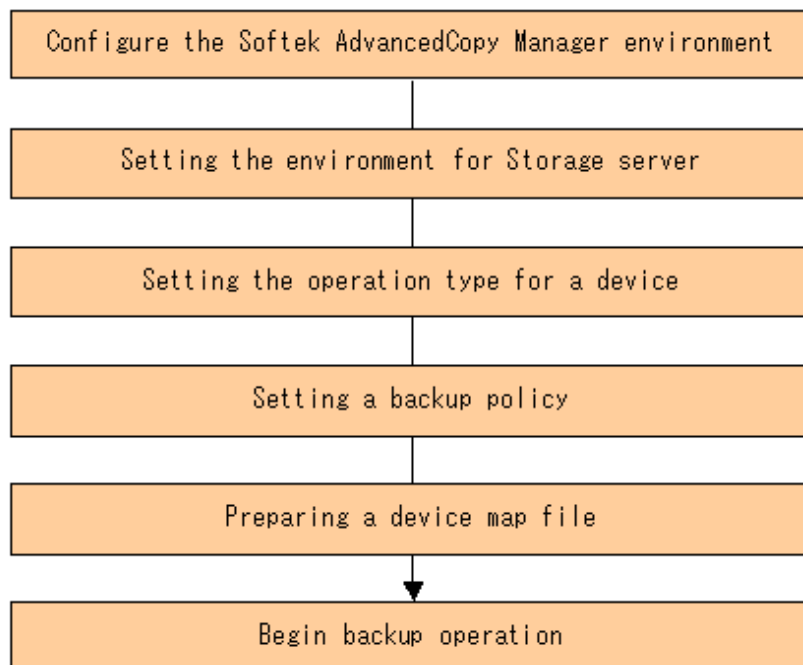 Configure the Softek AdvancedCopy Manager environment
Setting the environment for Storage server
Setting the operation type for a device
Setting a backup policy
Preparing a device map file
Begin backup operation